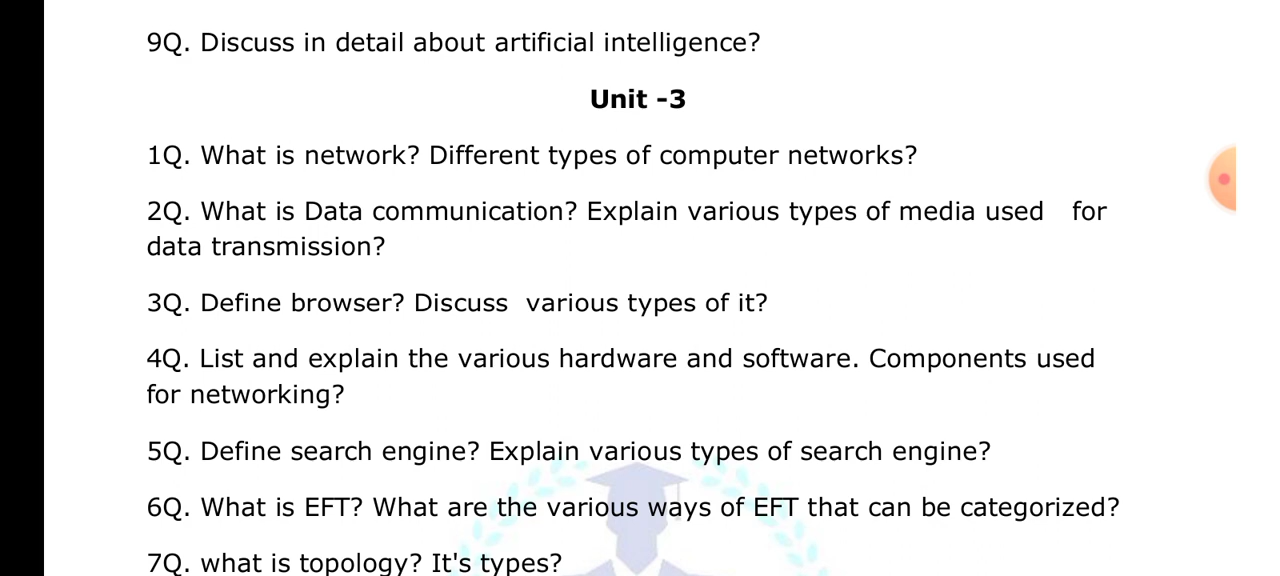 9Q. Discuss in detail about artificial intelligence?
Unit -3
1Q. What is network? Different types of computer networks?
2Q. What is Data communication? Explain various types of media used for
data transmission?
3Q. Define browser? Discuss various types of it?
4Q. List and explain the various hardware and software. Components used
for networking?
5Q. Define search engine? Explain various types of search engine?
6Q. What is EFT? What are the various ways of EFT that can be categorized?
7Q. what is topology? It's types?